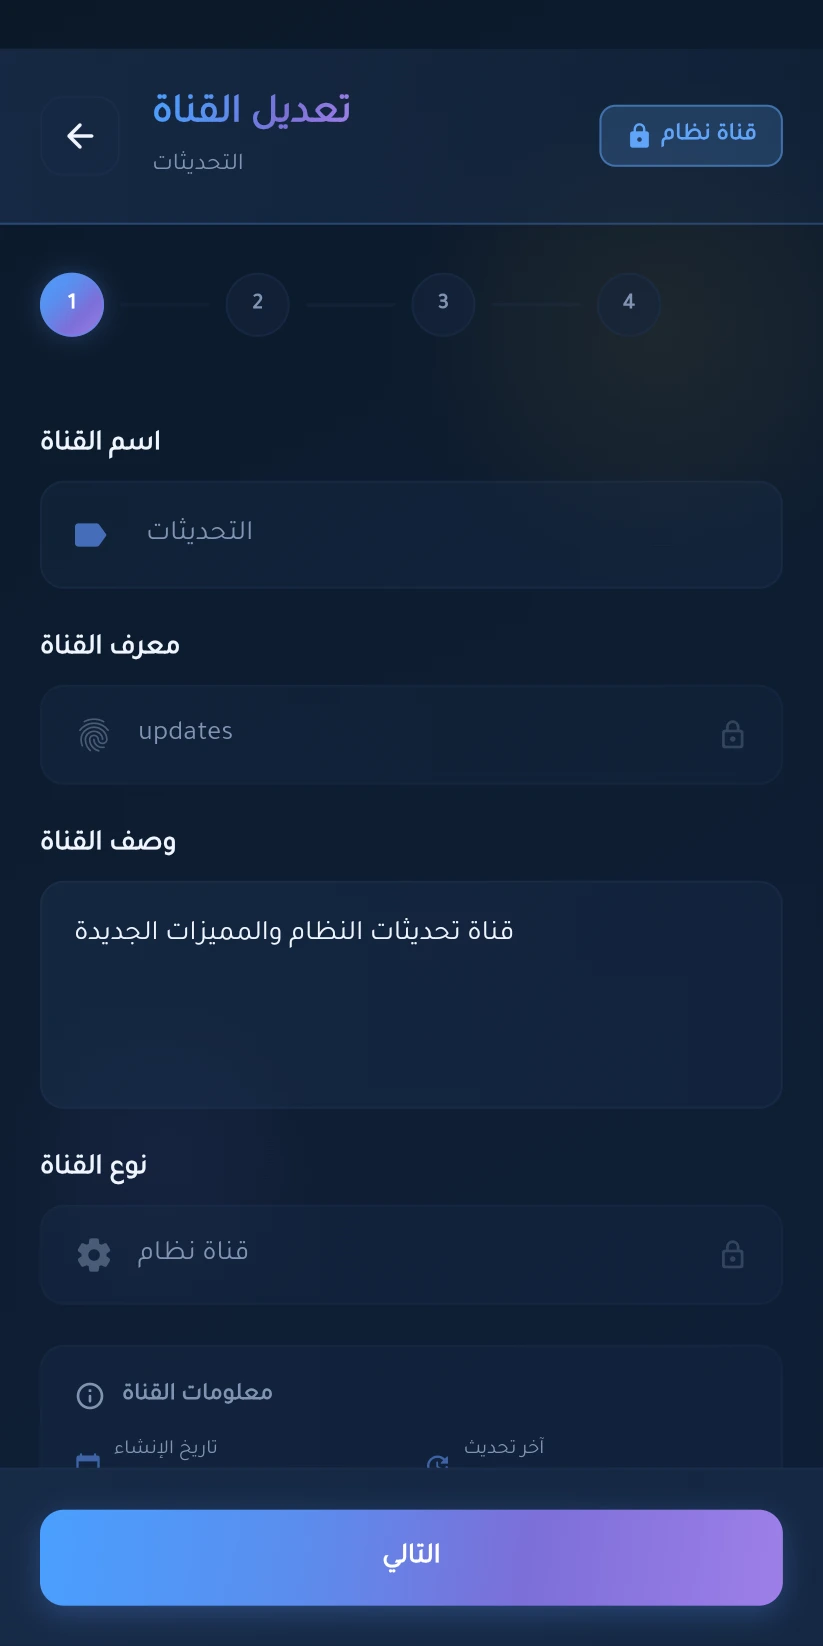 تعديل القناة
التحديثات
قناة نظام
1
2
3
4
اسم القناة
التحديثات
معرف القناة
updates
وصف القناة
قناة تحديثات النظام والمميزات الجديدة
نوع القناة
قناة نظام
معلومات القناة
تاريخ الإنشاء
آخر تحديث
التالي